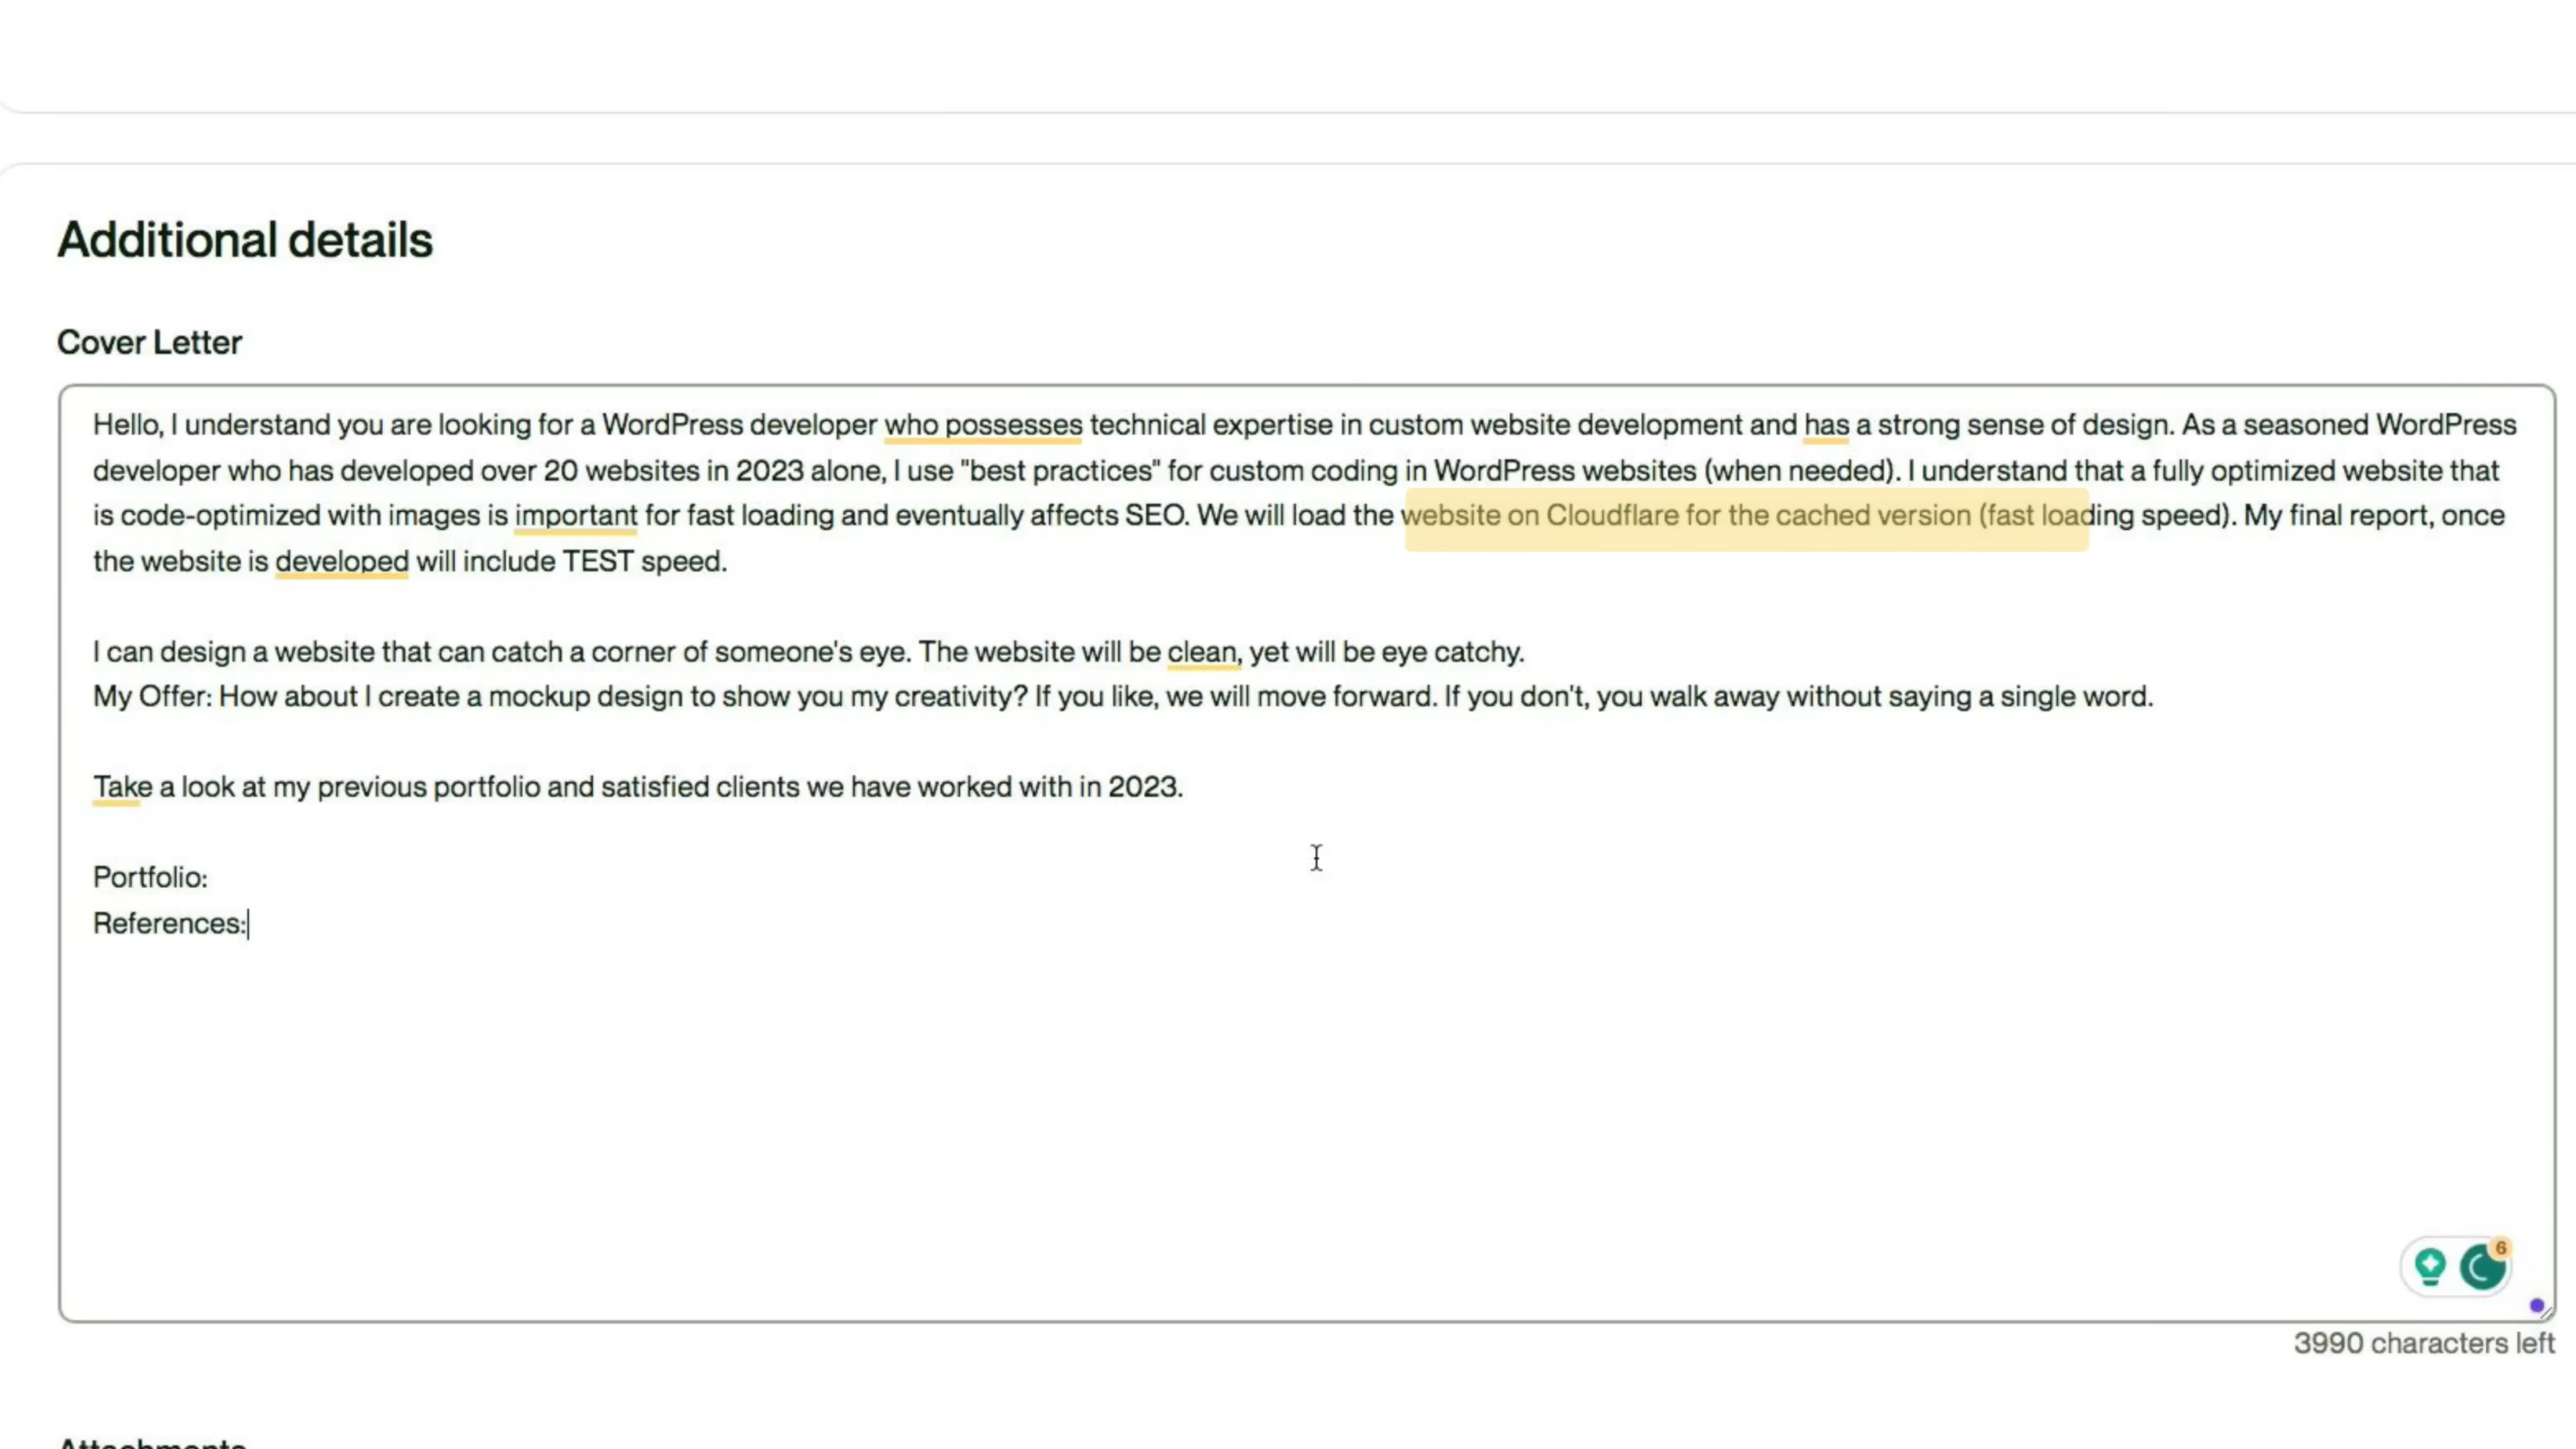 Additional details
Cover Letter
Hello, I understand you are looking for a WordPress developer who possesses technical expertise in custom website development and has a strong sense of design. As a seasoned WordPress
developer who has developed over 20 websites in 2023 alone, I use "best practices" for custom coding in WordPress websites (when needed). I understand that a fully optimized website that
is code-optimized with images is important for fast loading and eventually affects SEO. We will load the website on Cloudflare for the cached version (fast loading speed). My final report, once
the website is developed will include TEST speed.
I can design a website that can catch a corner of someone's eye. The website will be clean, yet will be eye catchy.
My Offer: How about I create a mockup design to show you my creativity? If you like, we will move forward. If you don't, you walk away without saying a single word.
Take a look at my previous portfolio and satisfied clients we have worked with in 2023.
Portfolio:
References:
6
3990 characters left
Attachments